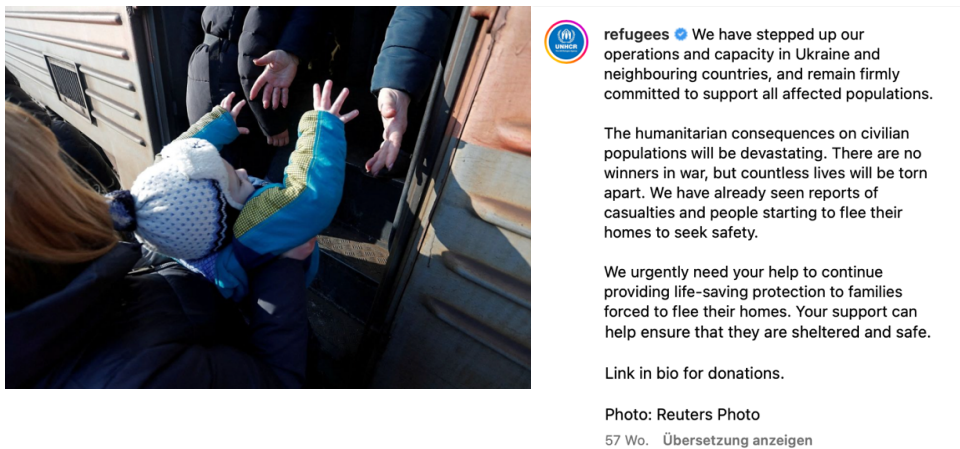 refugees We have stepped up our
operations and capacity in Ukraine and
neighbouring countries, and remain firmly
committed to support all affected populations.
The humanitarian consequences on civilian
populations will be devastating. There are no
winners in war, but countless lives will be torn
apart. We have already seen reports of
casualties and people starting to flee their
homes to seek safety.
We urgently need your help to continue
providing life-saving protection to families
forced to flee their homes. Your support can
help ensure that they are sheltered and safe.
Link in bio for donations.
Photo: Reuters Photo
57 Wo. Übersetzung anzeigen
UNHCR